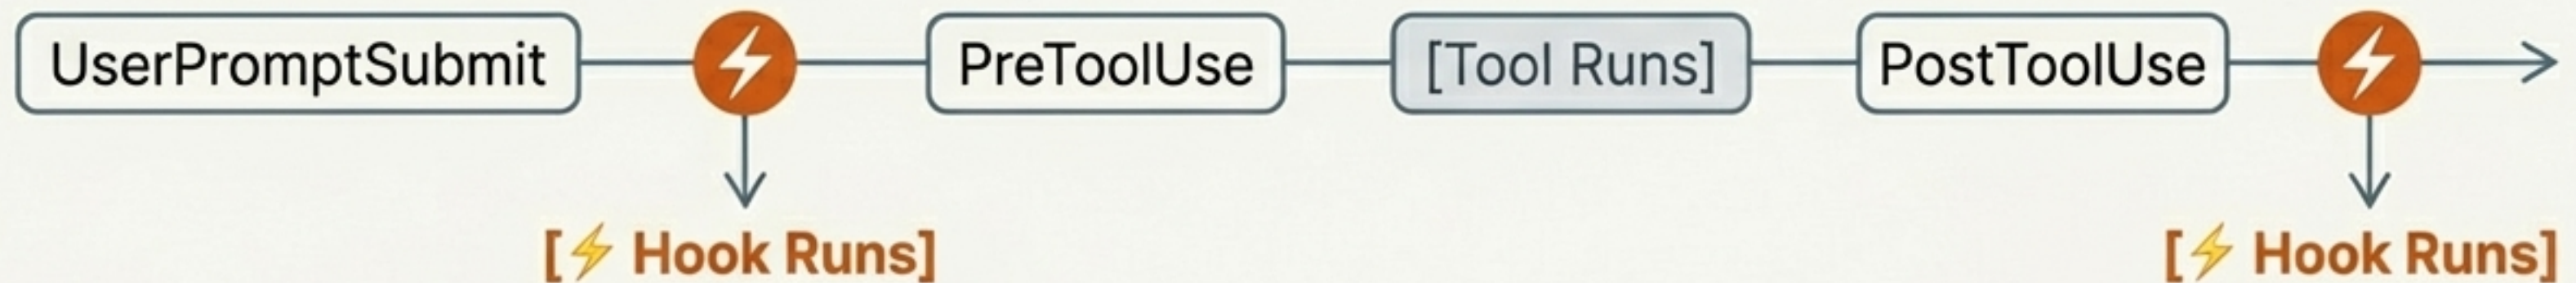 UserPromptSubmit
PreToolUse
[Tool Runs]
PostToolUse
[⚡ Hook Runs]
[⚡ Hook Runs]